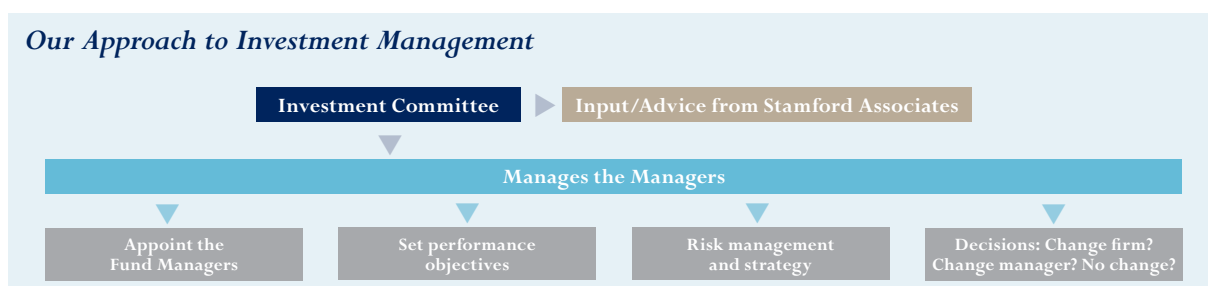 Our Approach to Investment Management
Investment Committee
Input/Advice from Stamford Associates
Manages the Managers
Appoint the
Fund Managers
Set performance
objectives
Risk management
and strategy
Decisions: Change firm?
Change manager? No change?